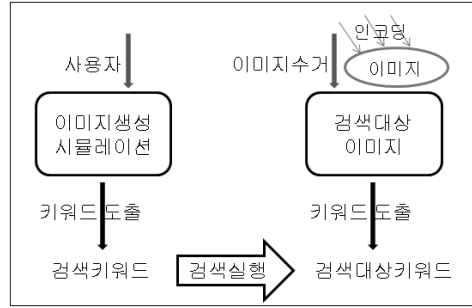 인코딩
사용자
이미지수거
이미지
이미지생성
시뮬레이션
검색대상
이미지
키워드 도출
키워드 도출
검색키워드
검색실행
검색대상키워드